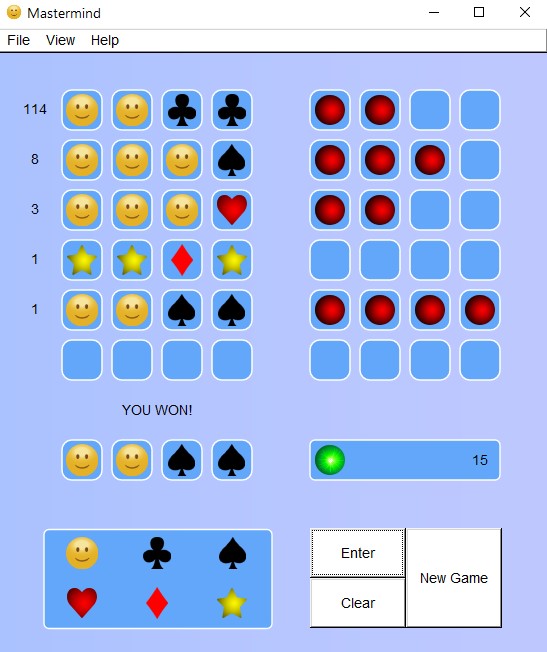 Mastermind
File View Help
114
8
3
1
1
YOU WON!
15
Enter
New Game
Clear